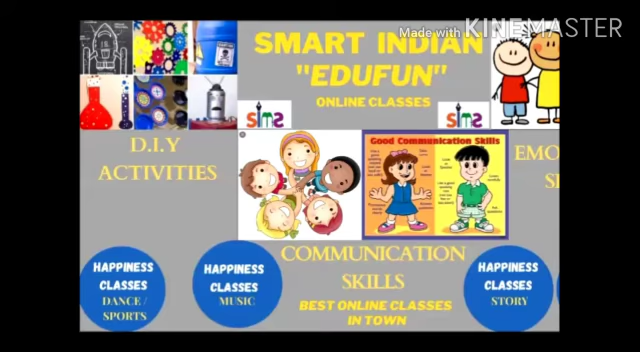 Made with KINEMASTER
SMART INDIAN
"EDUFUN"
ONLINE CLASSES
sims
sims
D.I.Y
ACTIVITIES
Good Communication Skills
EMO
S
COMMUNICATION
SKILLS
BEST ONLINE CLASSES
IN TOWN
HAPPINESS
CLASSES
DANCE /
SPORTS
HAPPINESS
CLASSES
MUSIC
HAPPINESS
CLASSES
STORY